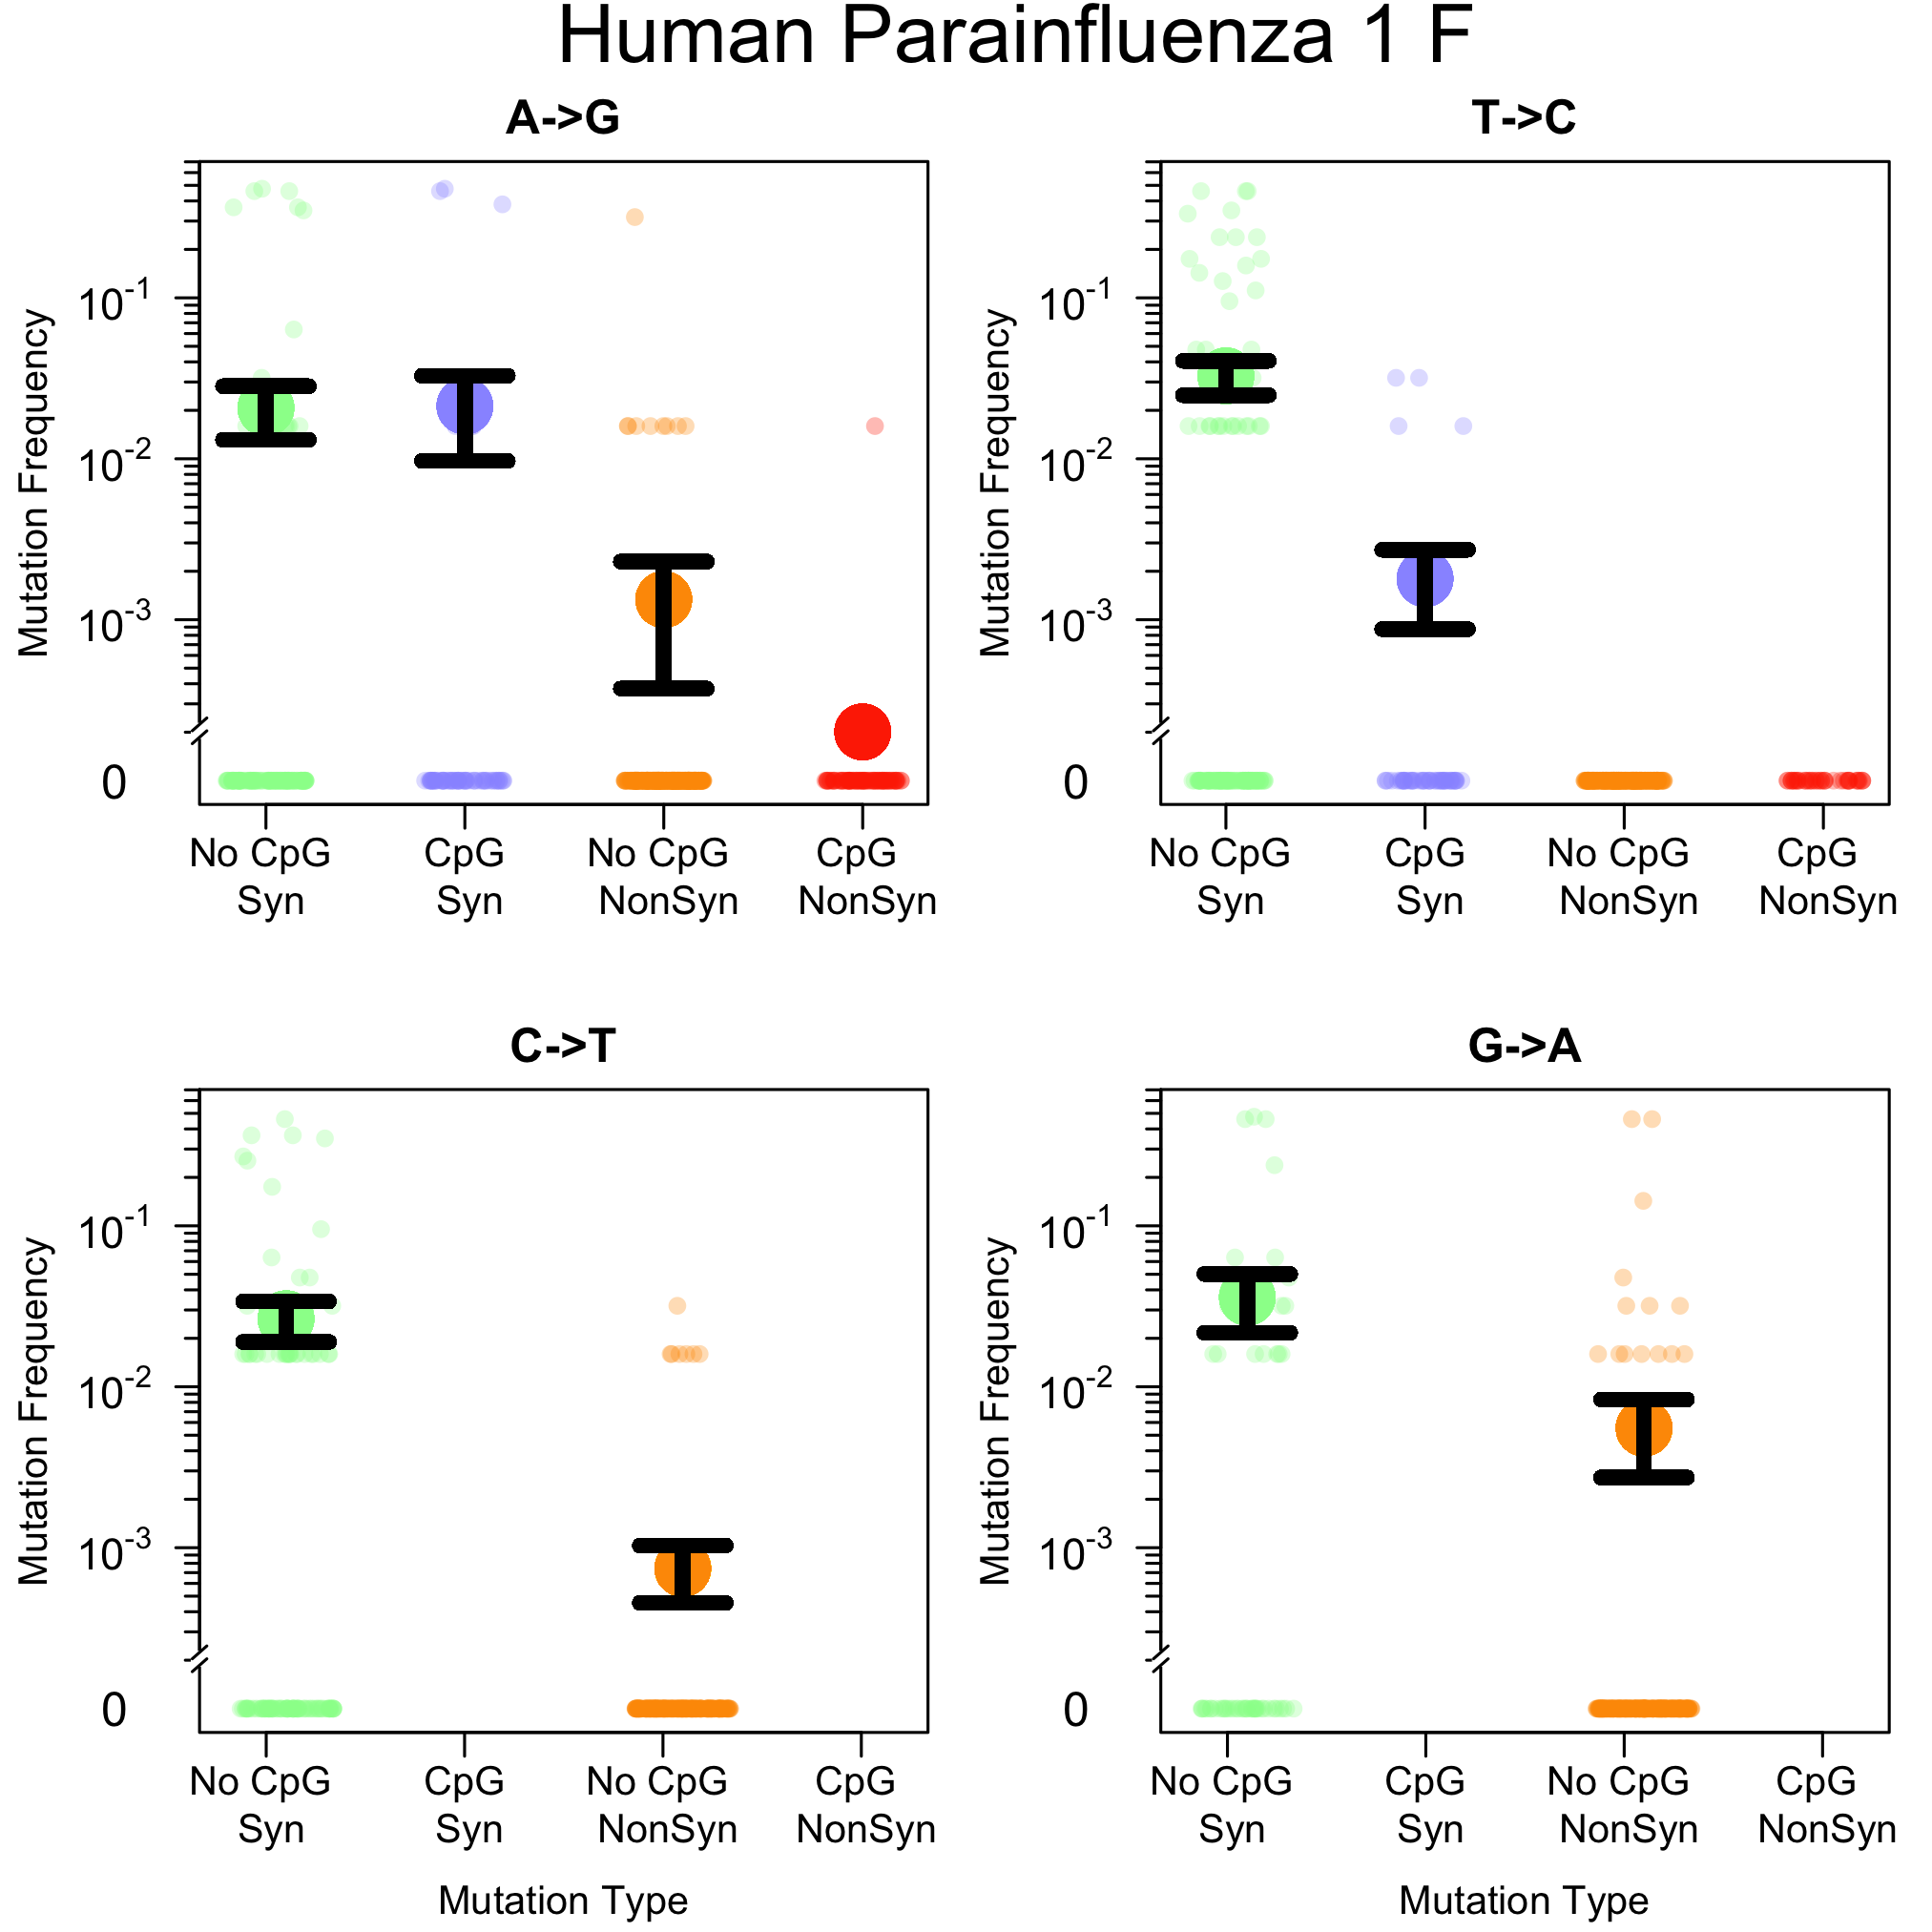 Human Parainfluenza 1 F
A->G
Mutation Frequency
10-1
10-2
10-3
0
No CpG CpG No CpG CpG
Syn Syn NonSyn NonSyn
T->C
Mutation Frequency
10-1
10-2
10-3
0
No CpG CpG No CpG CpG
Syn Syn NonSyn NonSyn
C->T
Mutation Frequency
10-1
10-2
10-3
0
No CpG CpG No CpG CpG
Syn Syn NonSyn NonSyn
Mutation Type
G->A
Mutation Frequency
10-1
10-2
10-3
0
No CpG CpG No CpG CpG
Syn Syn NonSyn NonSyn
Mutation Type